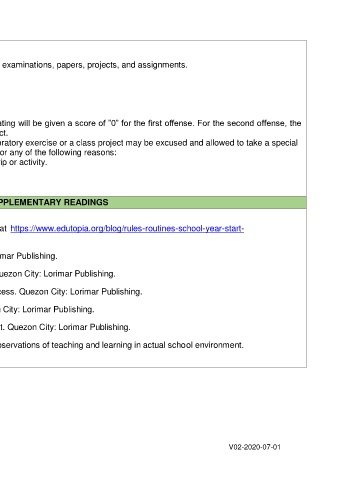 examinations, papers, projects, and assignments.
ating will be given a score of "0" for the first offense. For the second offense, the
ct.
oratory exercise or a class project may be excused and allowed to take a special
or any of the following reasons:
ip or activity.
PPLEMENTARY READINGS
at https://www.edutopia.org/blog/rules-routines-school-year-start-
imar Publishing.
uezon City: Lorimar Publishing.
cess. Quezon City: Lorimar Publishing.
n City: Lorimar Publishing.
t. Quezon City: Lorimar Publishing.
bservations of teaching and learning in actual school environment.
V02-2020-07-01